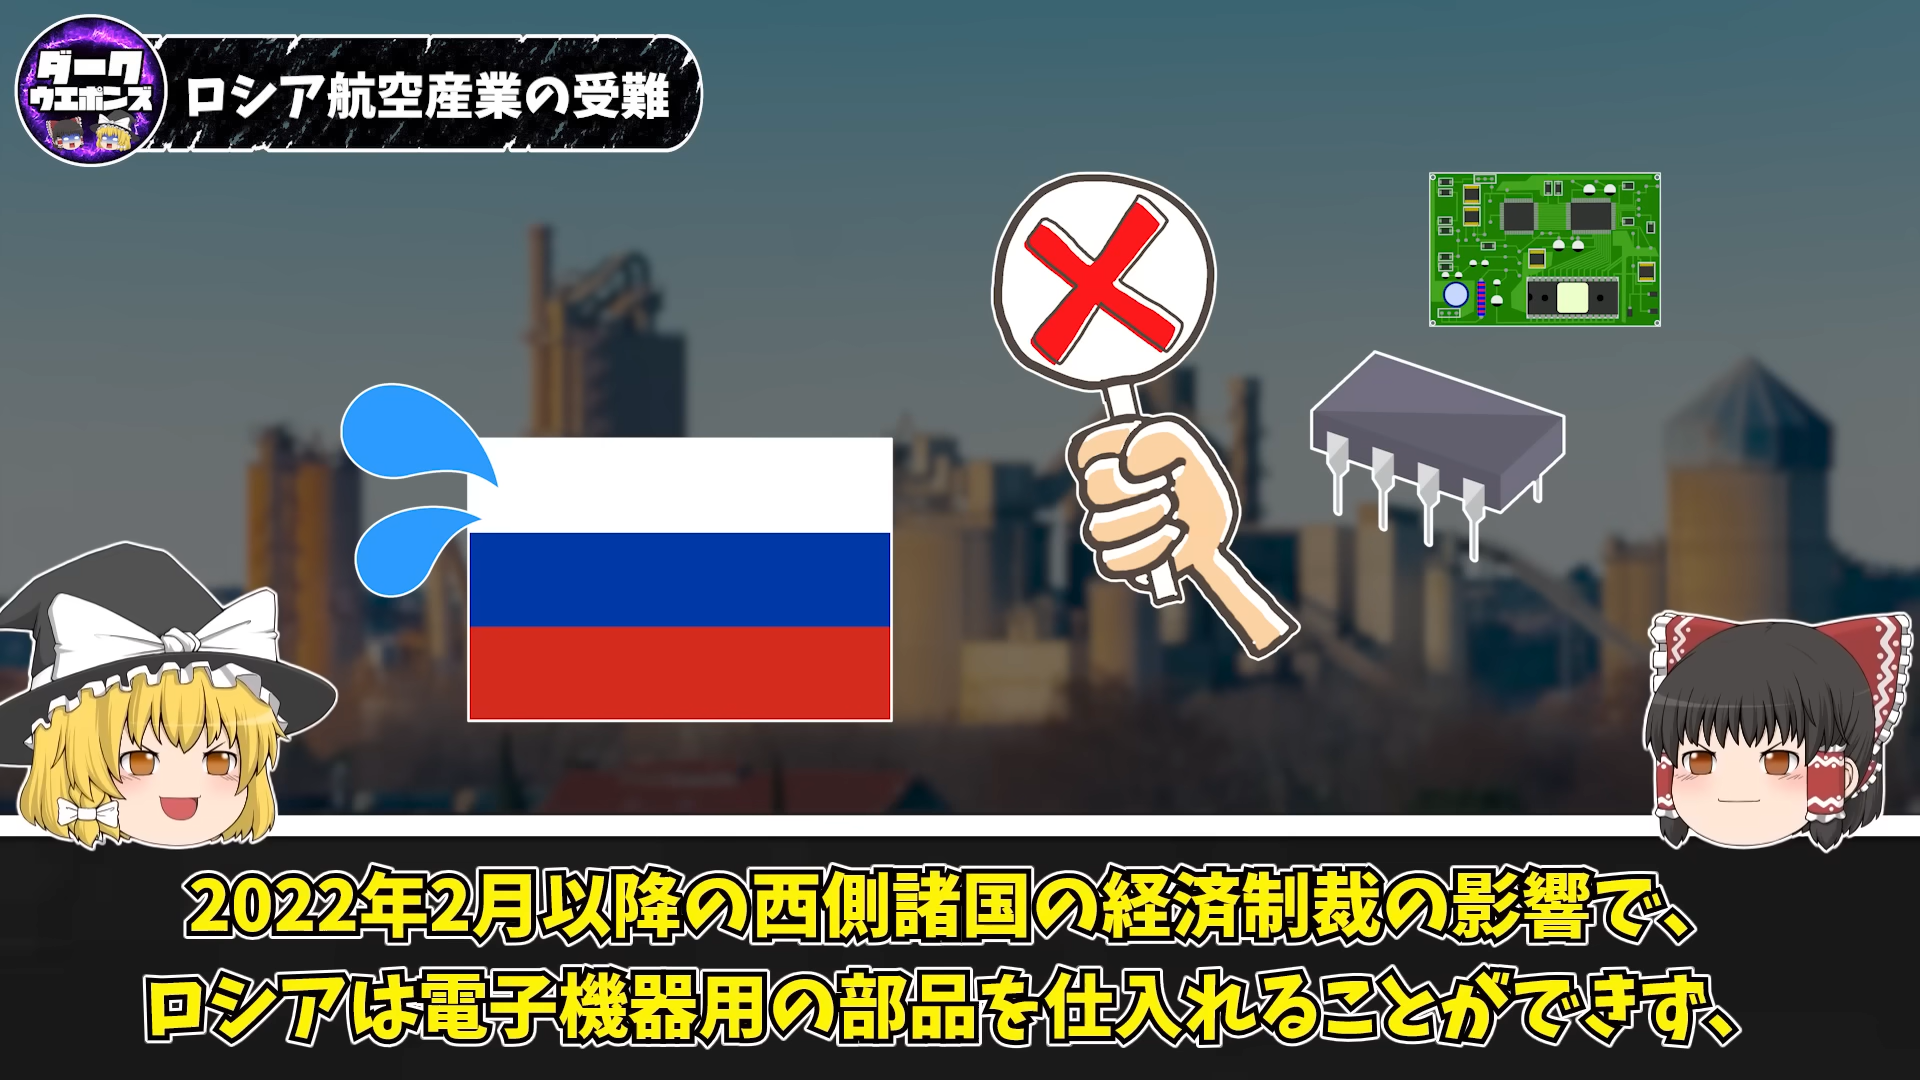 ダーク
ウエポンズ
ロシア航空産業の受難
2022年2月以降の西側諸国の経済制裁の影響で、
ロシアは電子機器用の部品を仕入れることができず、